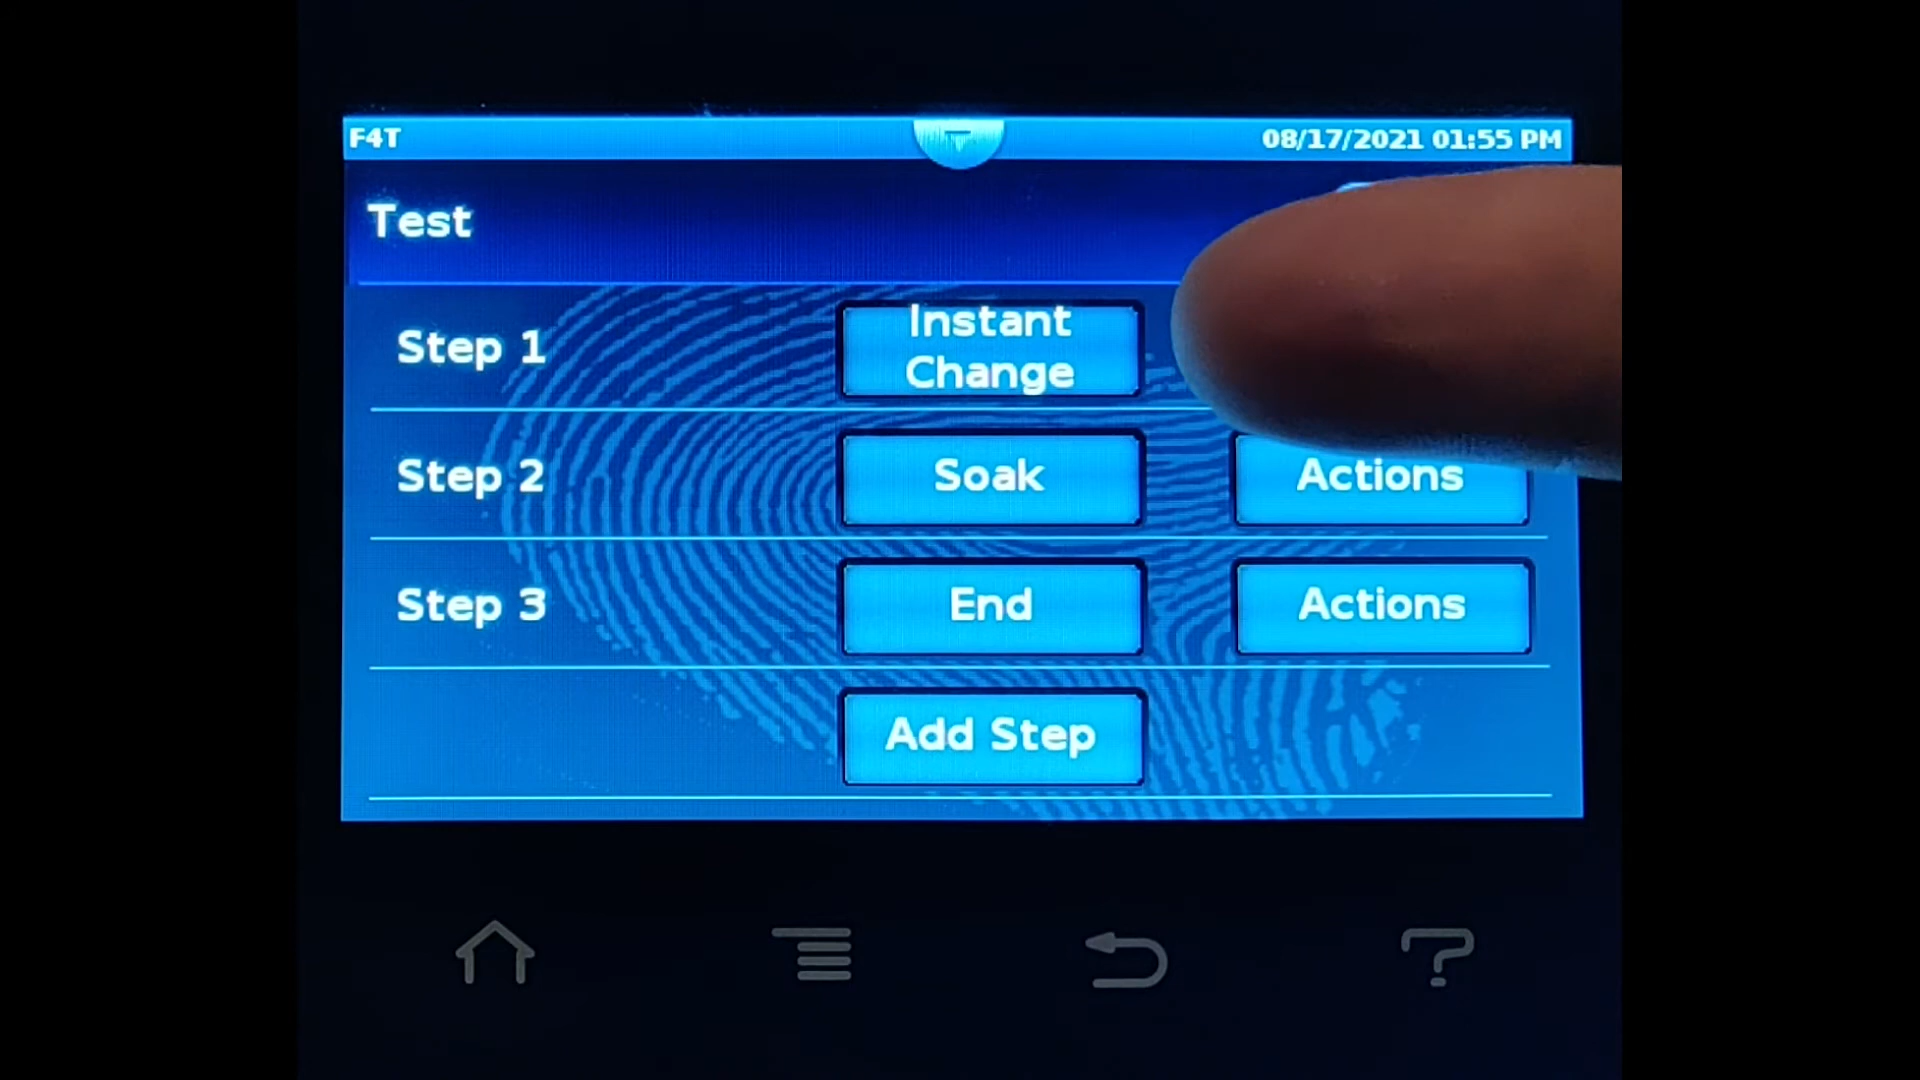 F4T 08/17/2021 01:55 PM
Test
Step 1 Instant Change
Step 2 Soak Actions
Step 3 End Actions
Add Step